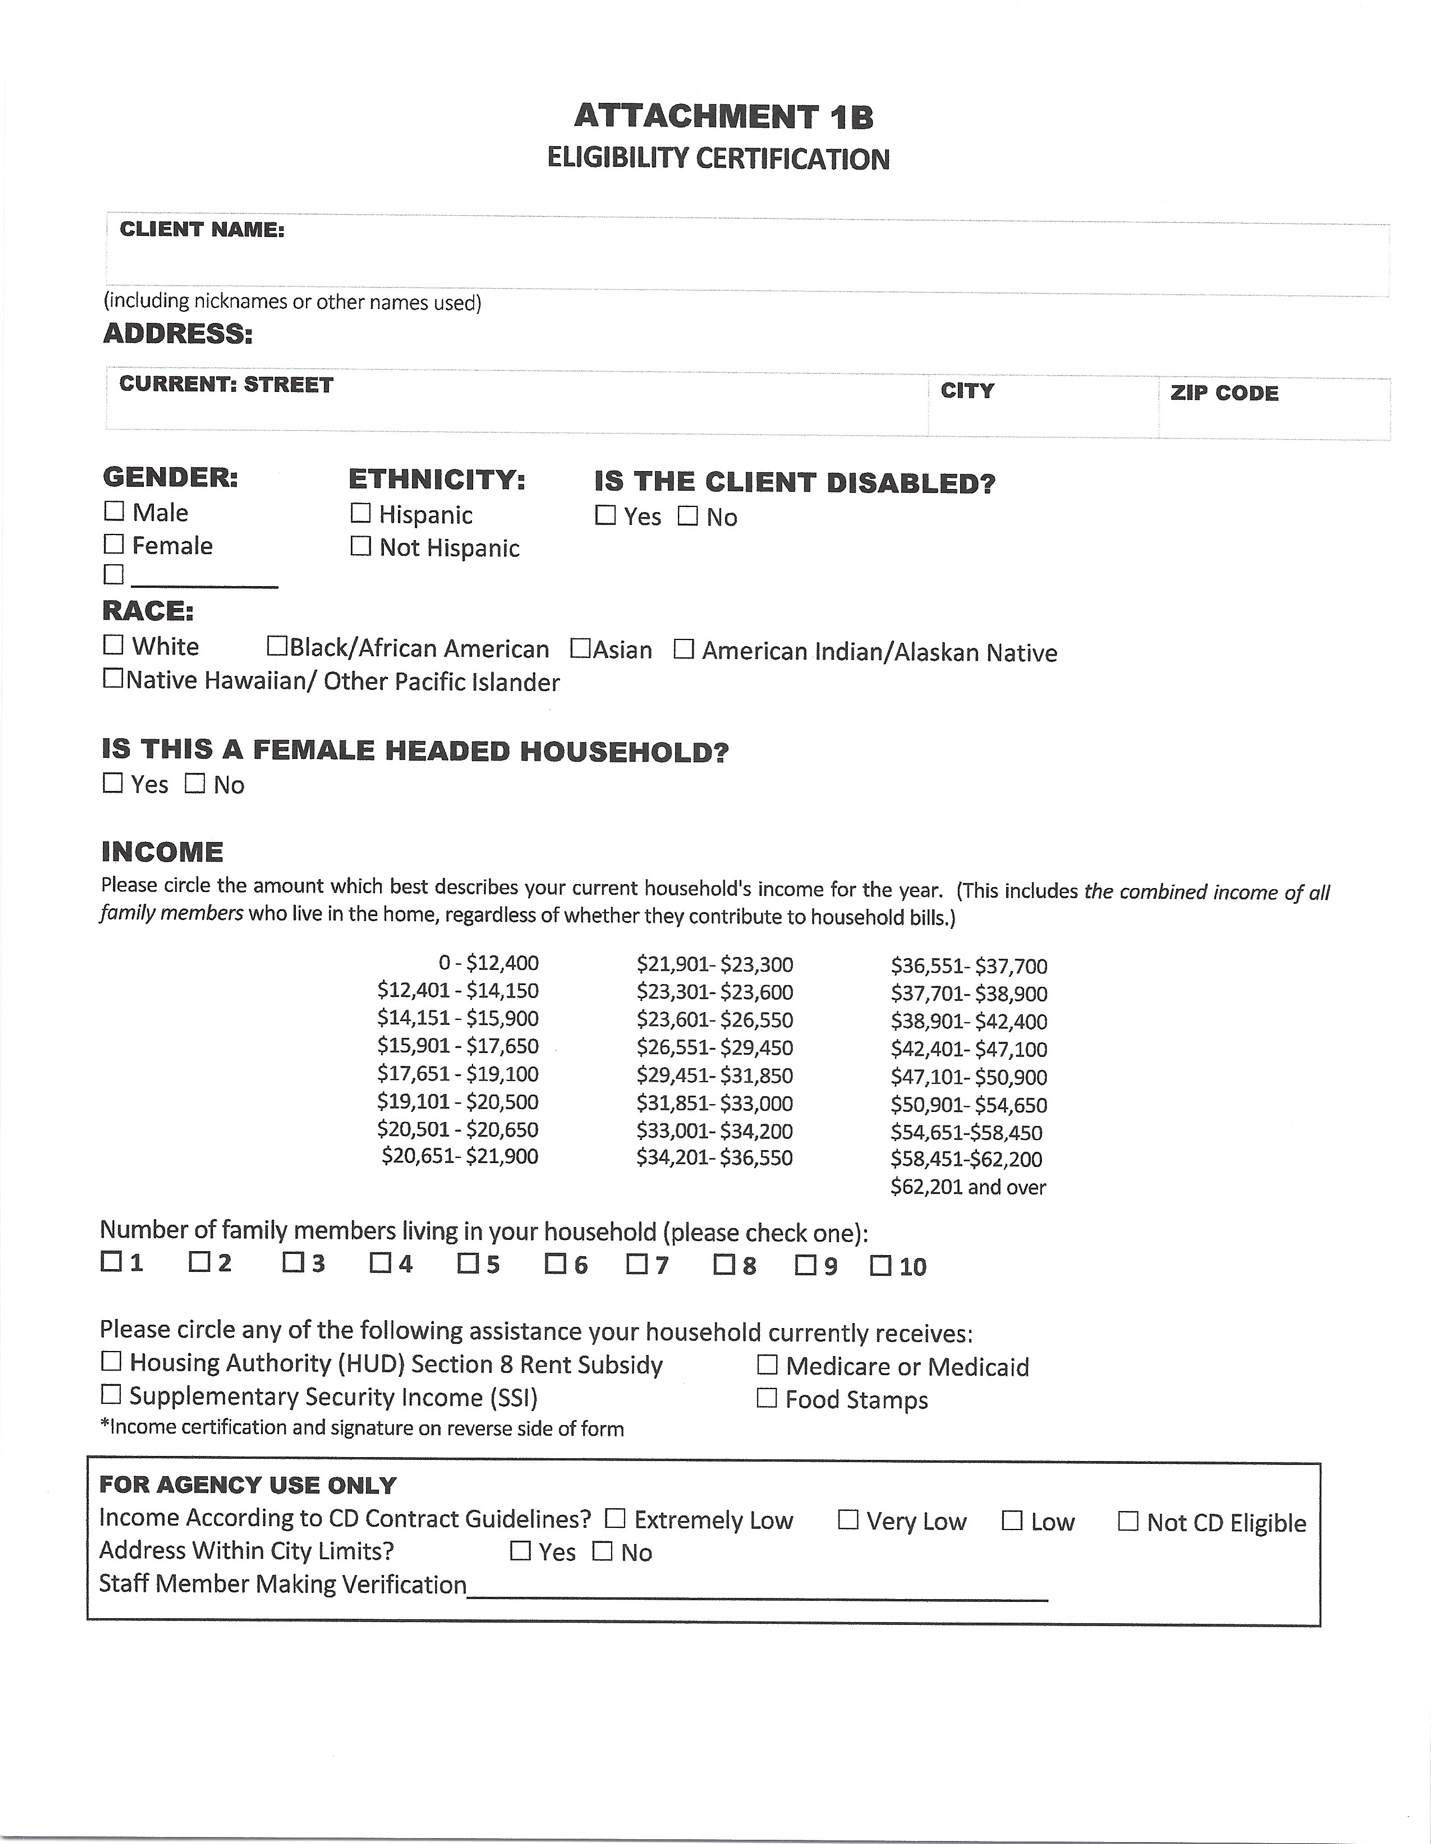 ATTACHMENT 1B
ELIGIBILITY CERTIFICATION
CLIENT NAME:
(including nicknames or other names used)
ADDRESS:
CURRENT: STREET CITY ZIP CODE
GENDER: ETHNICITY: IS THE CLIENT DISABLED?
☐ Male ☐ Hispanic ☐ Yes ☐ No
☐ Female ☐ Not Hispanic
☐ ____________
RACE:
☐ White ☐Black/African American ☐Asian ☐ American Indian/Alaskan Native
☐Native Hawaiian/ Other Pacific Islander
IS THIS A FEMALE HEADED HOUSEHOLD?
☐ Yes ☐ No
INCOME
Please circle the amount which best describes your current household's income for the year. (This includes the combined income of all
family members who live in the home, regardless of whether they contribute to household bills.)
0 - $12,400 $21,901- $23,300 $36,551- $37,700
$12,401 - $14,150 $23,301- $23,600 $37,701- $38,900
$14,151 - $15,900 $23,601- $26,550 $38,901- $42,400
$15,901 - $17,650 $26,551- $29,450 $42,401- $47,100
$17,651 - $19,100 $29,451- $31,850 $47,101- $50,900
$19,101 - $20,500 $31,851- $33,000 $50,901- $54,650
$20,501 - $20,650 $33,001- $34,200 $54,651-$58,450
$20,651- $21,900 $34,201- $36,550 $58,451-$62,200
$62,201 and over
Number of family members living in your household (please check one):
☐ 1 ☐ 2 ☐ 3 ☐ 4 ☐ 5 ☐ 6 ☐ 7 ☐ 8 ☐ 9 ☐ 10
Please circle any of the following assistance your household currently receives:
☐ Housing Authority (HUD) Section 8 Rent Subsidy ☐ Medicare or Medicaid
☐ Supplementary Security Income (SSI) ☐ Food Stamps
*Income certification and signature on reverse side of form
FOR AGENCY USE ONLY
Income According to CD Contract Guidelines? ☐ Extremely Low ☐ Very Low ☐ Low ☐ Not CD Eligible
Address Within City Limits? ☐ Yes ☐ No
Staff Member Making Verification____________